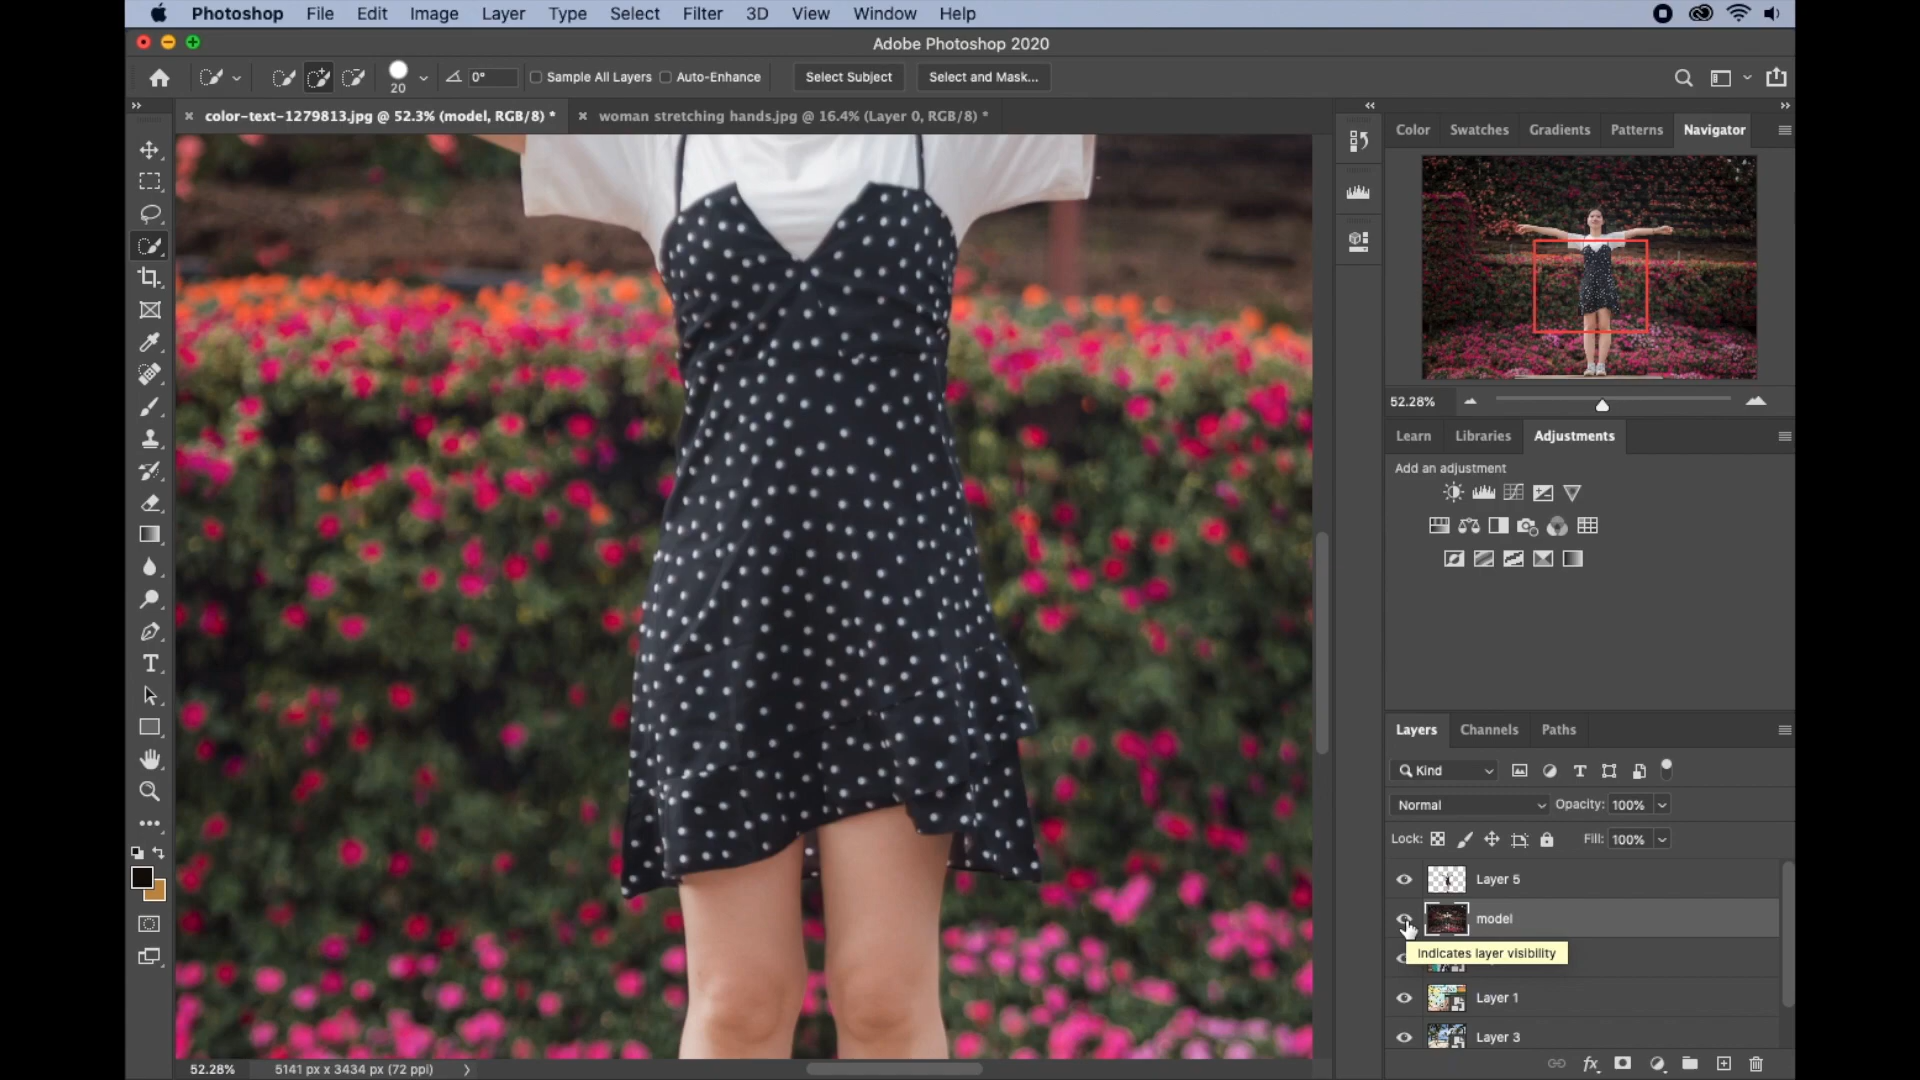 Photoshop File Edit Image Layer Type Select Filter 3D View Window Help
Adobe Photoshop 2020
20
0°
Sample All Layers
Auto-Enhance
Select Subject
Select and Mask...
color-text-1279813.jpg @ 52.3% (model, RGB/8) *
woman stretching hands.jpg @ 16.4% (Layer 0, RGB/8) *
Color Swatches Gradients Patterns Navigator
52.28%
Learn Libraries Adjustments
Add an adjustment
Layers Channels Paths
Kind
Normal Opacity: 100%
Lock: Fill: 100%
Layer 5
model
Indicates layer visibility
Layer 1
Layer 3
52.28% 5141 px x 3434 px (72 ppi)